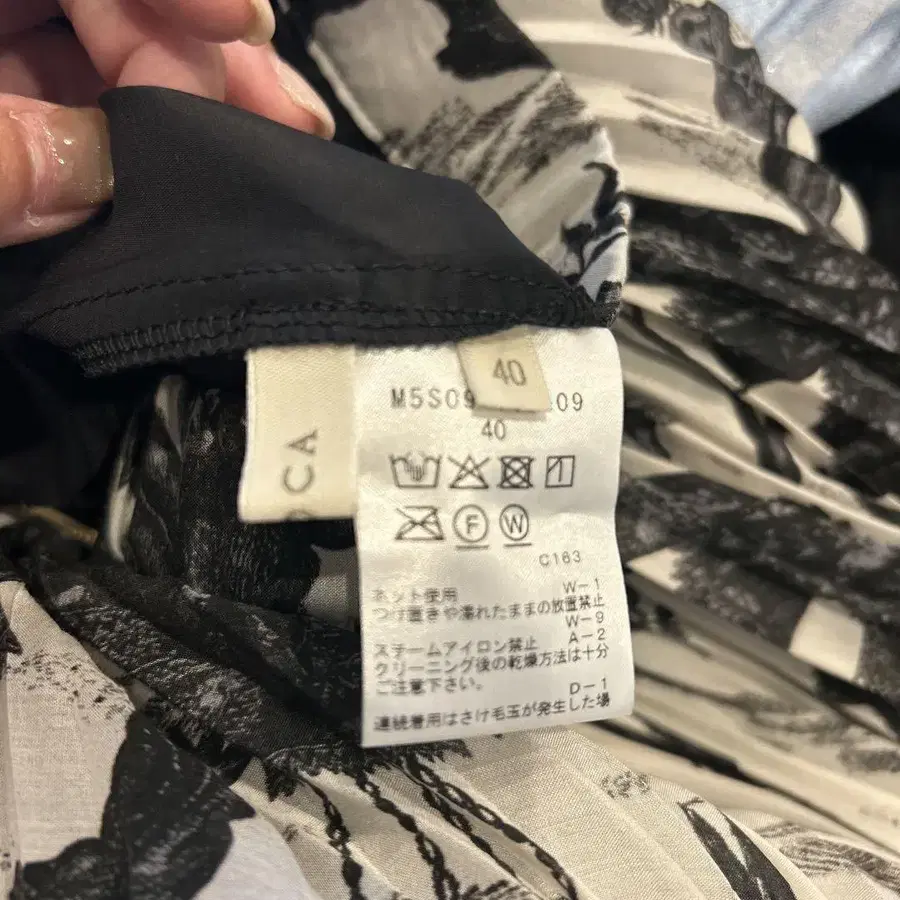 40
M5S09 09
40
CA
F W
C163
W-1
ネット使用
つけ置きや濡れたままの放置禁止
W-9
スチームアイロン禁止 A-2
クリーニング後の乾燥方法は十分
ご注意下さい。
D-1
連続着用はさけ毛玉が発生した場